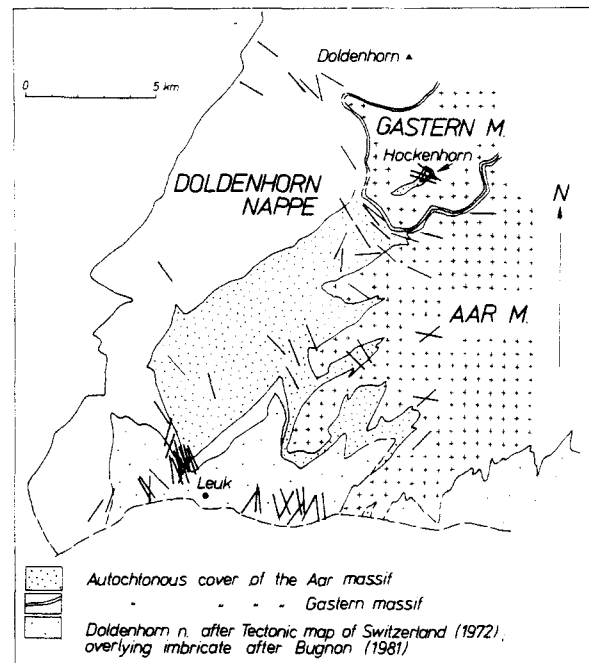 Doldenhorn
0 5 km
GASTERN M.
Hockenhorn
DOLDENHORN
NAPPE
N
AAR M.
Leuk
Autochtonous cover of the Aar massif
" " " " Gastern massif
Doldenhorn n. after Tectonic map of Switzerland (1972),
overlying imbricate after Bugnon (1981)